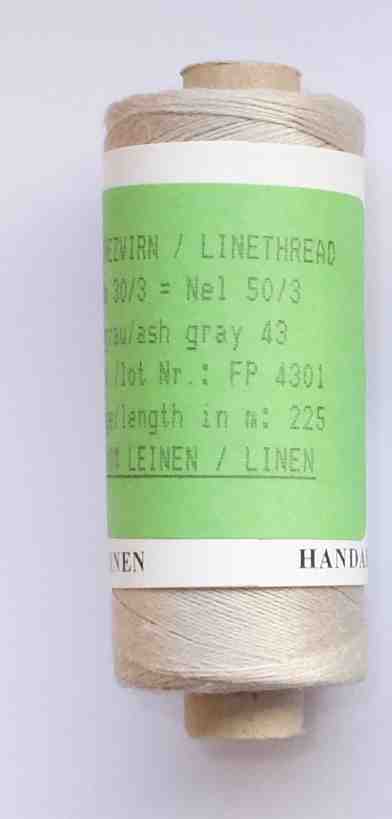 EZWIRN / LINETHREAD
30/3 = Nel 50/3
rau/ash gray 43
/lot Nr.: FP 4301
e/length in m: 225
% LEINEN / LINEN
INEN HANDA